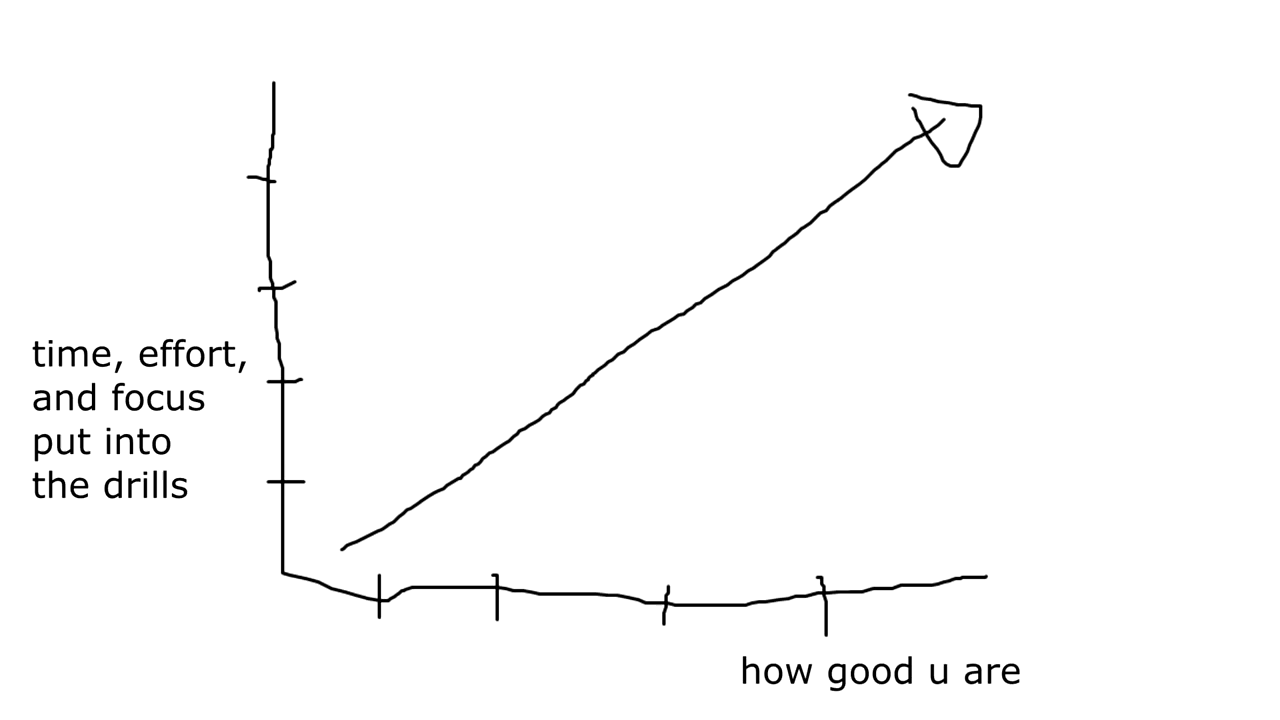 time, effort,
and focus
put into
the drills
how good u are